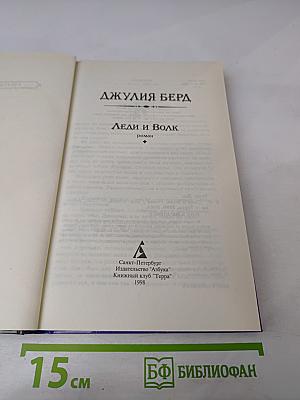 ДЖУЛИЯ БЕРД
ЛЕДИ И ВОЛК
роман
Санкт-Петербург
Издательство "Азбука"
Книжный клуб "Терра"
1998
15 см
БФ БИБЛИОФАН